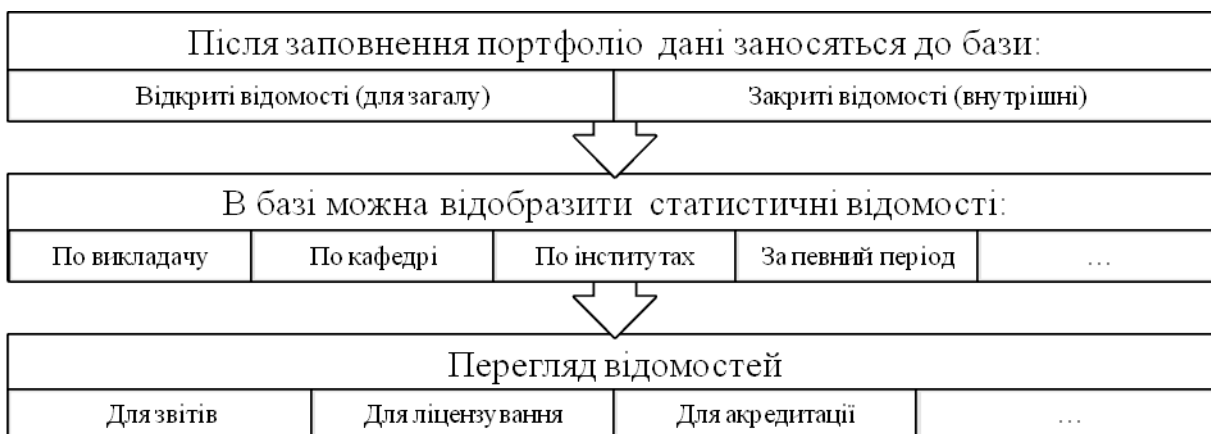 Після заповнення портфоліо дані заносяться до бази:
Відкриті відомості (для загалу)
Закриті відомості (внутрішні)
В базі можна відобразити статистичні відомості:
По викладачу
По кафедрі
По інститутах
За певний період
…
Перегляд відомостей
Для звітів
Для ліцензування
Для акредитації
…